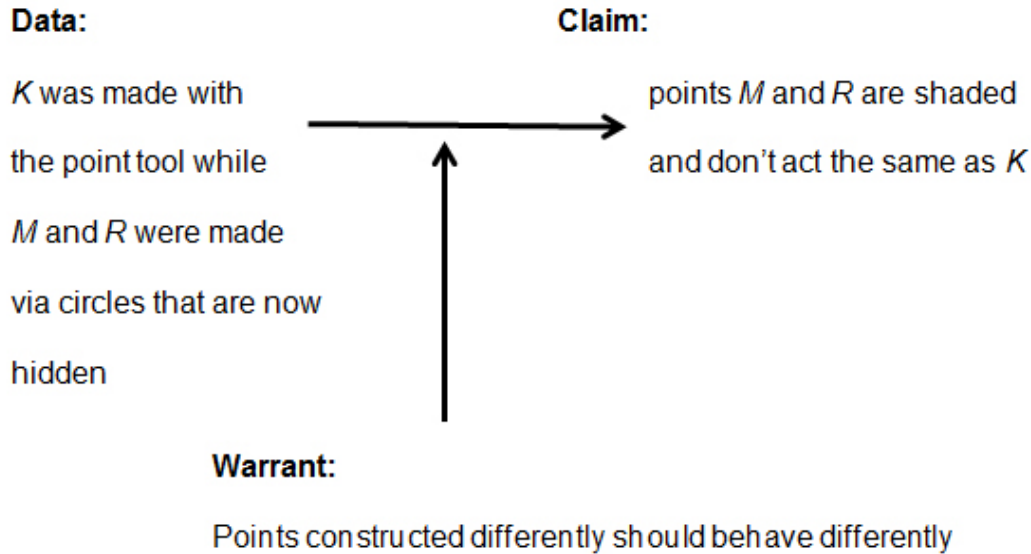 Data:
K was made with
the point tool while
M and R were made
via circles that are now
hidden
Claim:
points M and R are shaded
and don't act the same as K
Warrant:
Points constructed differently should behave differently